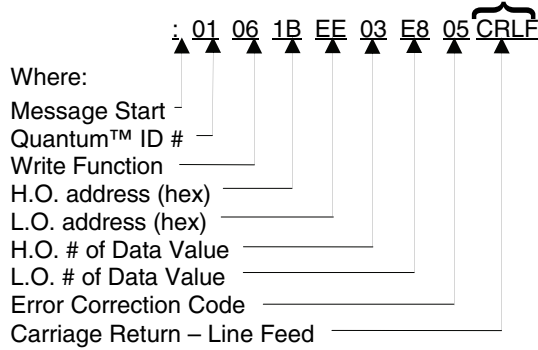 : 01 06 1B EE 03 E8 05 CRLF
Where:
Message Start
Quantum™ ID #
Write Function
H.O. address (hex)
L.O. address (hex)
H.O. # of Data Value
L.O. # of Data Value
Error Correction Code
Carriage Return – Line Feed